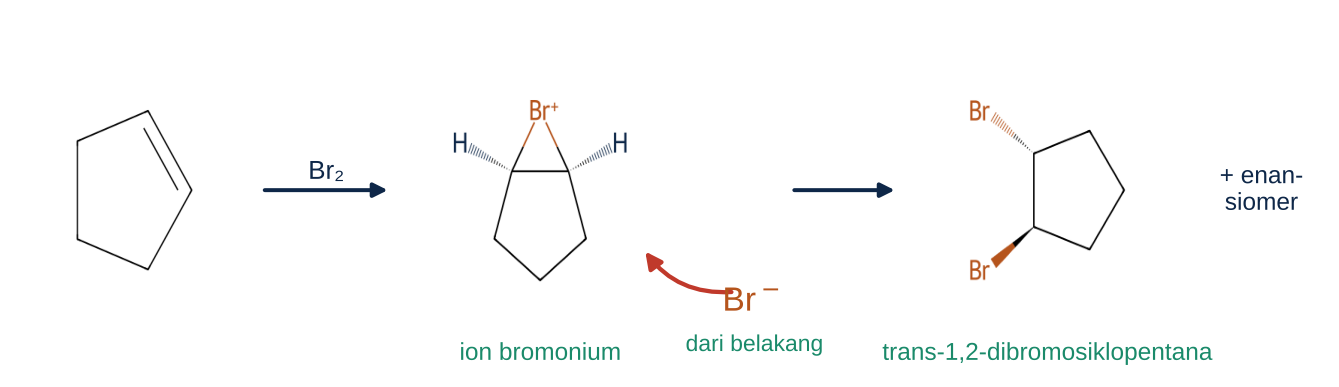 Br₂
H
Br⁺
H
Br⁻
Br
Br
+ enan-
siomer
ion bromonium
dari belakang
trans-1,2-dibromosiklopentana